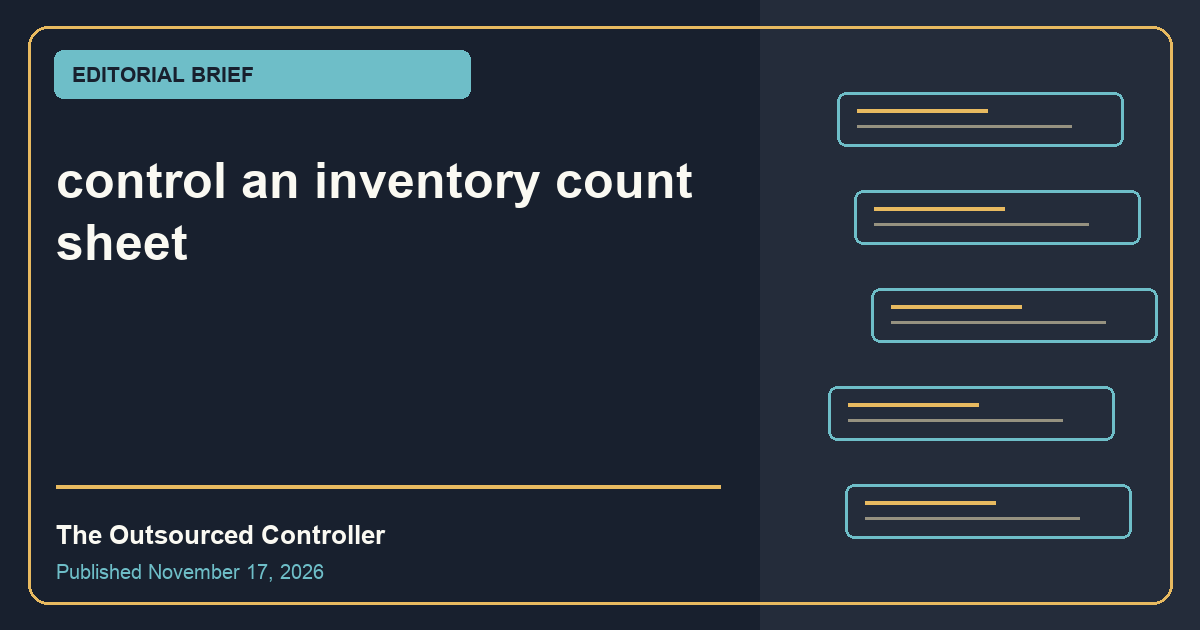 EDITORIAL BRIEF
control an inventory count
sheet
The Outsourced Controller
Published November 17, 2026